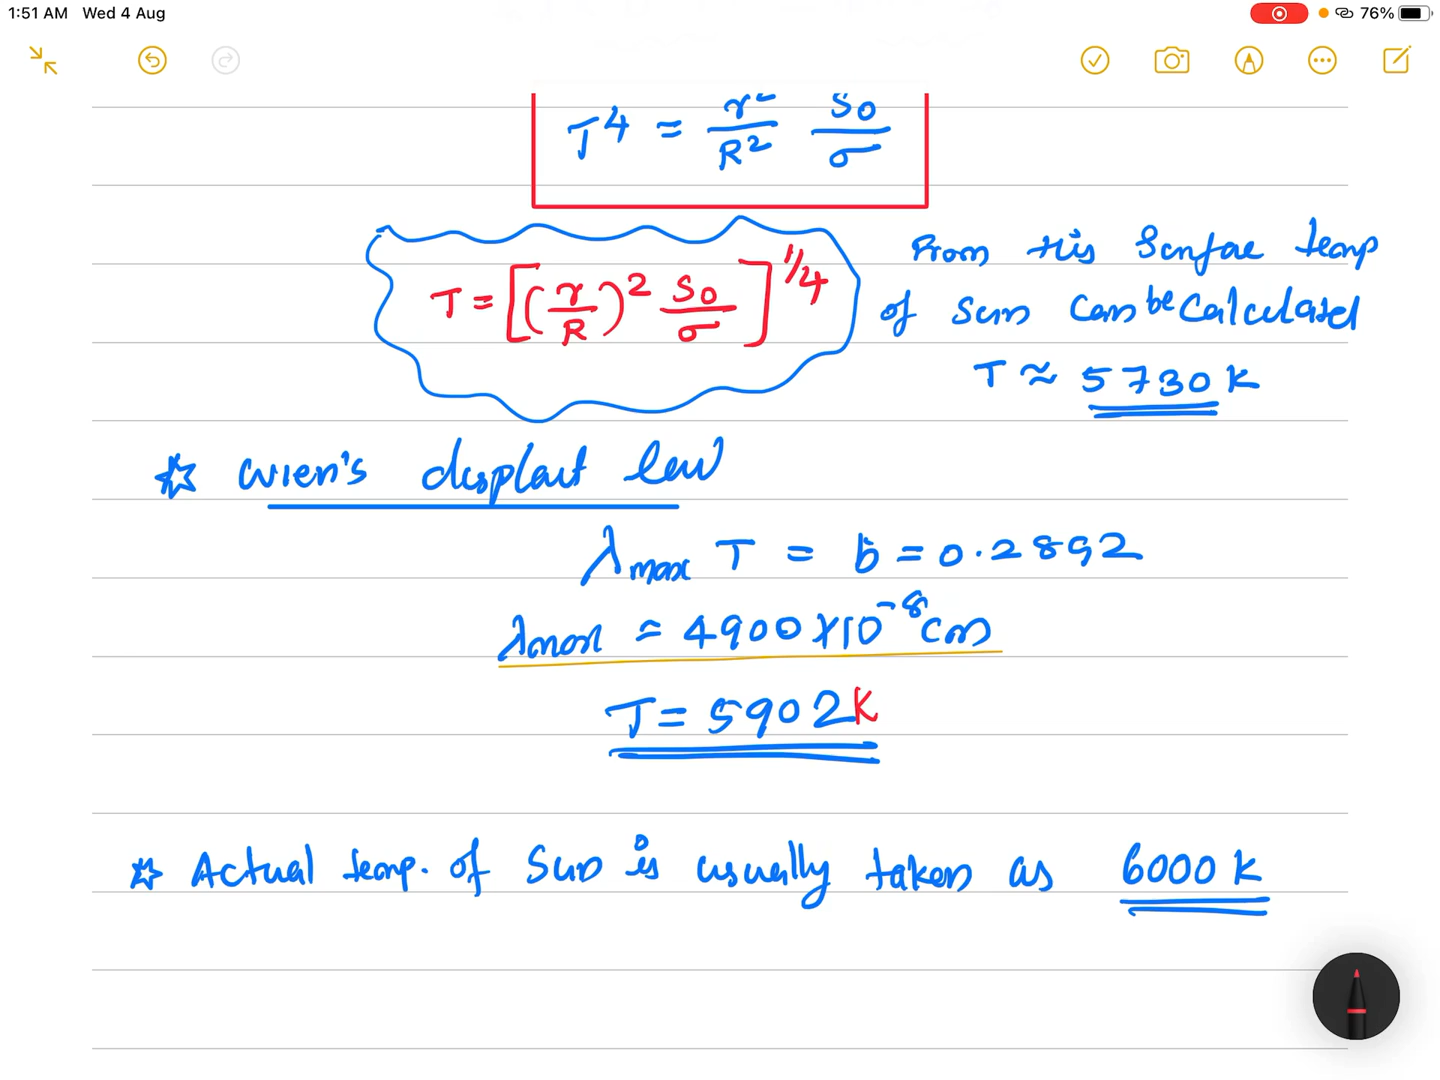 1:51 AM Wed 4 Aug 76%
T⁴ = r²/R² S₀/σ
T = [(r/R)² S₀/σ]^1/4
From this Surface temp
of Sun Can be Calculated
T ≈ 5730 K
☆ Wien's displact law
λmax T = b = 0.2892
λmax = 4900 × 10⁻⁸ cm
T = 5902 K
☆ Actual temp. of Sun is usually taken as 6000 K